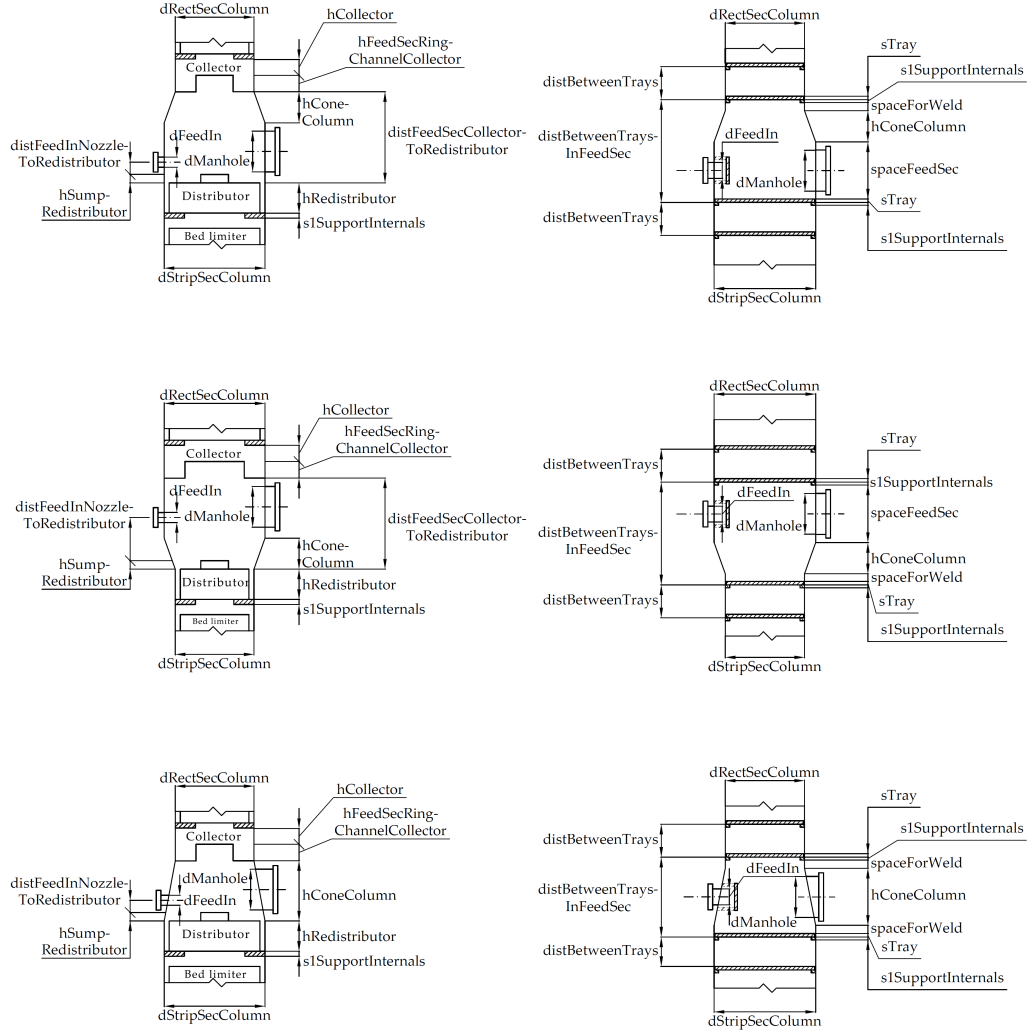 dRectSecColumn
hCollector
hFeedSecRing-
ChannelCollector
Collector
hCone-
Column
distFeedSecCollector-
ToRedistributor
dFeedIn
distFeedInNozzle-
ToRedistributor
dManhole
hSump-
Redistributor
Distributor
hRedistributor
s1SupportInternals
Bed limiter
dStripSecColumn
dRectSecColumn
sTray
s1SupportInternals
distBetweenTrays
spaceForWeld
hConeColumn
dFeedIn
distBetweenTrays-
InFeedSec
spaceFeedSec
dManhole
sTray
distBetweenTrays
s1SupportInternals
dStripSecColumn
dRectSecColumn
hCollector
hFeedSecRing-
ChannelCollector
Collector
dFeedIn
distFeedInNozzle-
ToRedistributor
dManhole
distFeedSecCollector-
ToRedistributor
hCone-
Column
hSump-
Redistributor
Distributor
hRedistributor
s1SupportInternals
Bed limiter
dStripSecColumn
dRectSecColumn
sTray
distBetweenTrays
s1SupportInternals
dFeedIn
spaceFeedSec
dManhole
distBetweenTrays-
InFeedSec
hConeColumn
spaceForWeld
distBetweenTrays
sTray
s1SupportInternals
dStripSecColumn
dRectSecColumn
hCollector
hFeedSecRing-
ChannelCollector
Collector
dManhole
distFeedInNozzle-
ToRedistributor
dFeedIn
hConeColumn
hSump-
Redistributor
Distributor
hRedistributor
s1SupportInternals
Bed limiter
dStripSecColumn
dRectSecColumn
sTray
s1SupportInternals
distBetweenTrays
spaceForWeld
dFeedIn
distBetweenTrays-
InFeedSec
hConeColumn
dManhole
spaceForWeld
distBetweenTrays
sTray
s1SupportInternals
dStripSecColumn